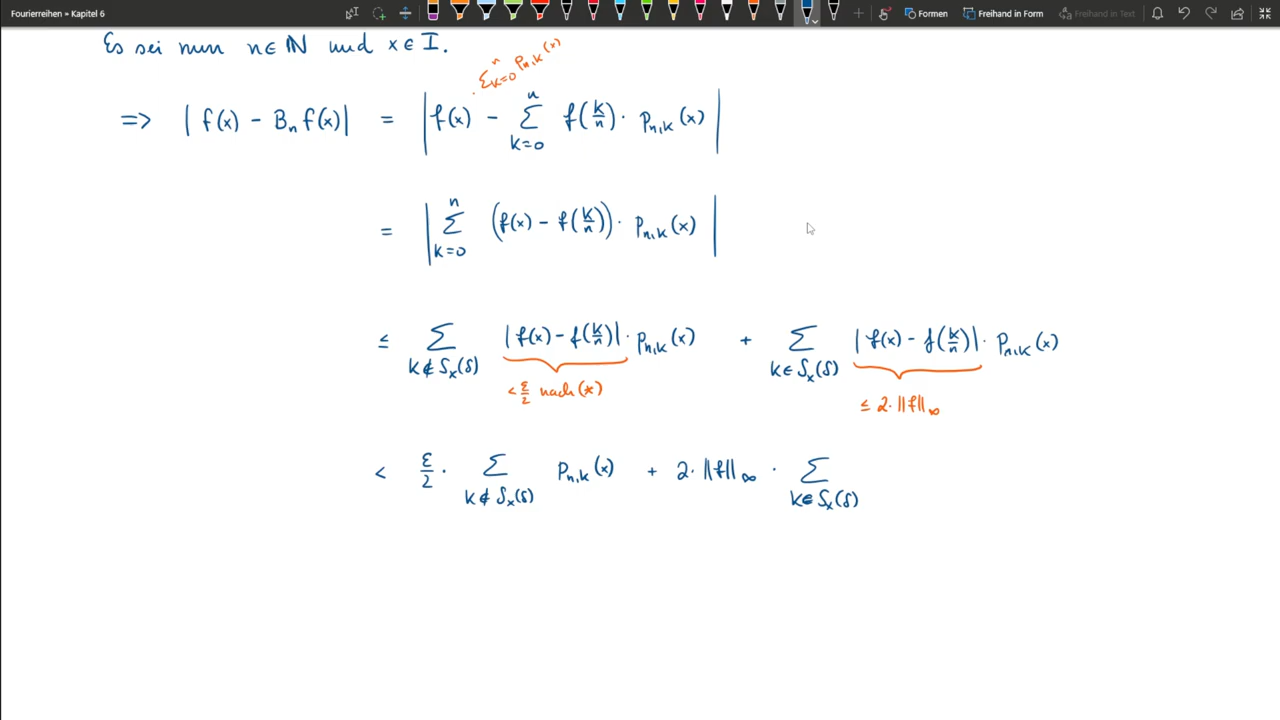 Fourierreihen » Kapitel 6
Formen Freihand in Form Freihand in Text
Es sei nun n ∈ ℕ und x ∈ I.
Σ_{k=0}^{n} p_{n,k}(x)
=> | f(x) - B_n f(x) | = | f(x) · - Σ_{k=0}^{n} f(k/n) · p_{n,k}(x) |
= | Σ_{k=0}^{n} (f(x) - f(k/n)) · p_{n,k}(x) |
≤ Σ_{k ∉ S_x(δ)} | f(x) - f(k/n) | · p_{n,k}(x) + Σ_{k ∈ S_x(δ)} | f(x) - f(k/n) | · p_{n,k}(x)
< ε/2 nach (*) ≤ 2 · ||f||_∞
< ε/2 · Σ_{k ∉ S_x(δ)} p_{n,k}(x) + 2 · ||f||_∞ · Σ_{k ∈ S_x(δ)}